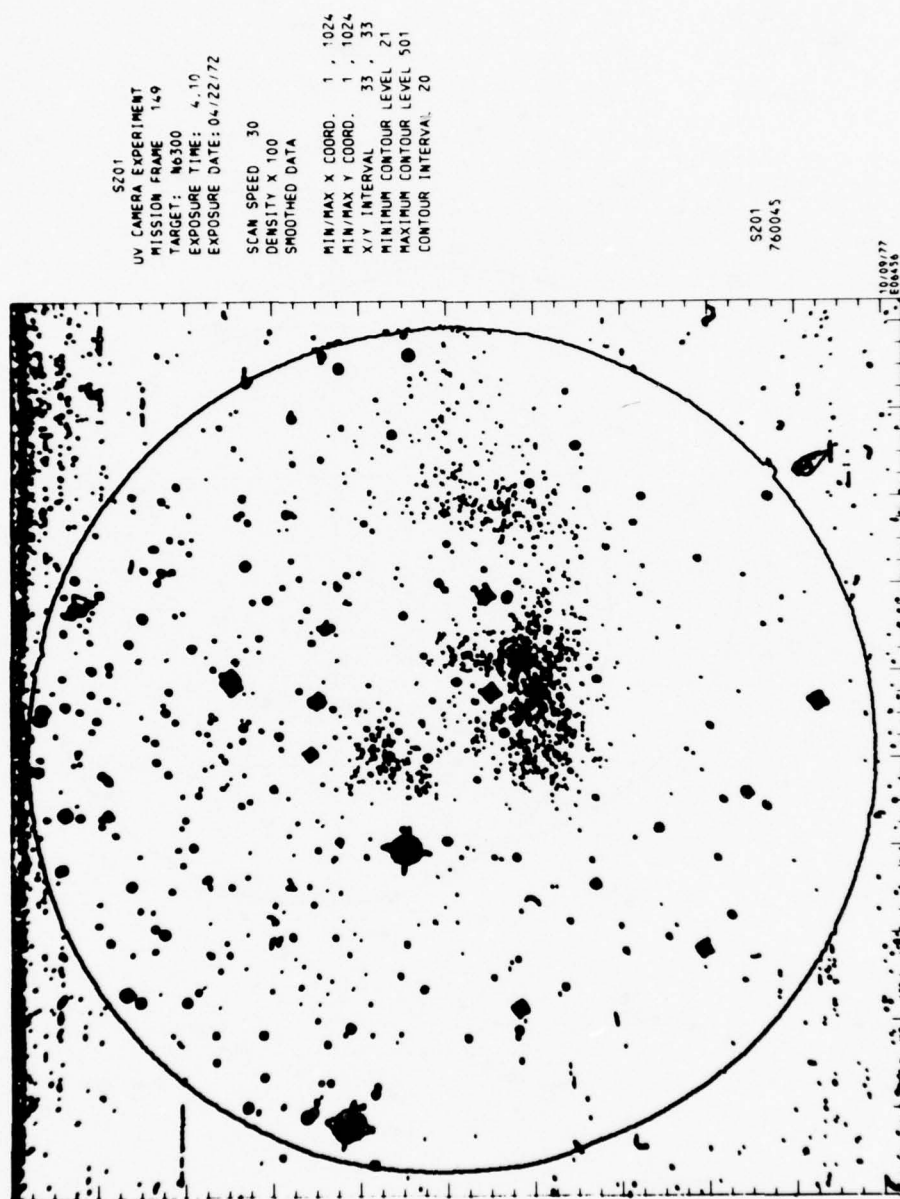 S201
UV CAMERA EXPERIMENT
MISSION FRAME 149
TARGET: N6300
EXPOSURE TIME: 4.10
EXPOSURE DATE: 04/22/72
SCAN SPEED 30
DENSITY X 100
SMOOTHED DATA
MIN/MAX X COORD. 1 , 1024
MIN/MAX Y COORD. 1 , 1024
X/Y INTERVAL 33 , 33
MINIMUM CONTOUR LEVEL 21
MAXIMUM CONTOUR LEVEL 501
CONTOUR INTERVAL 20
S201
760045
10/09/77
E06456